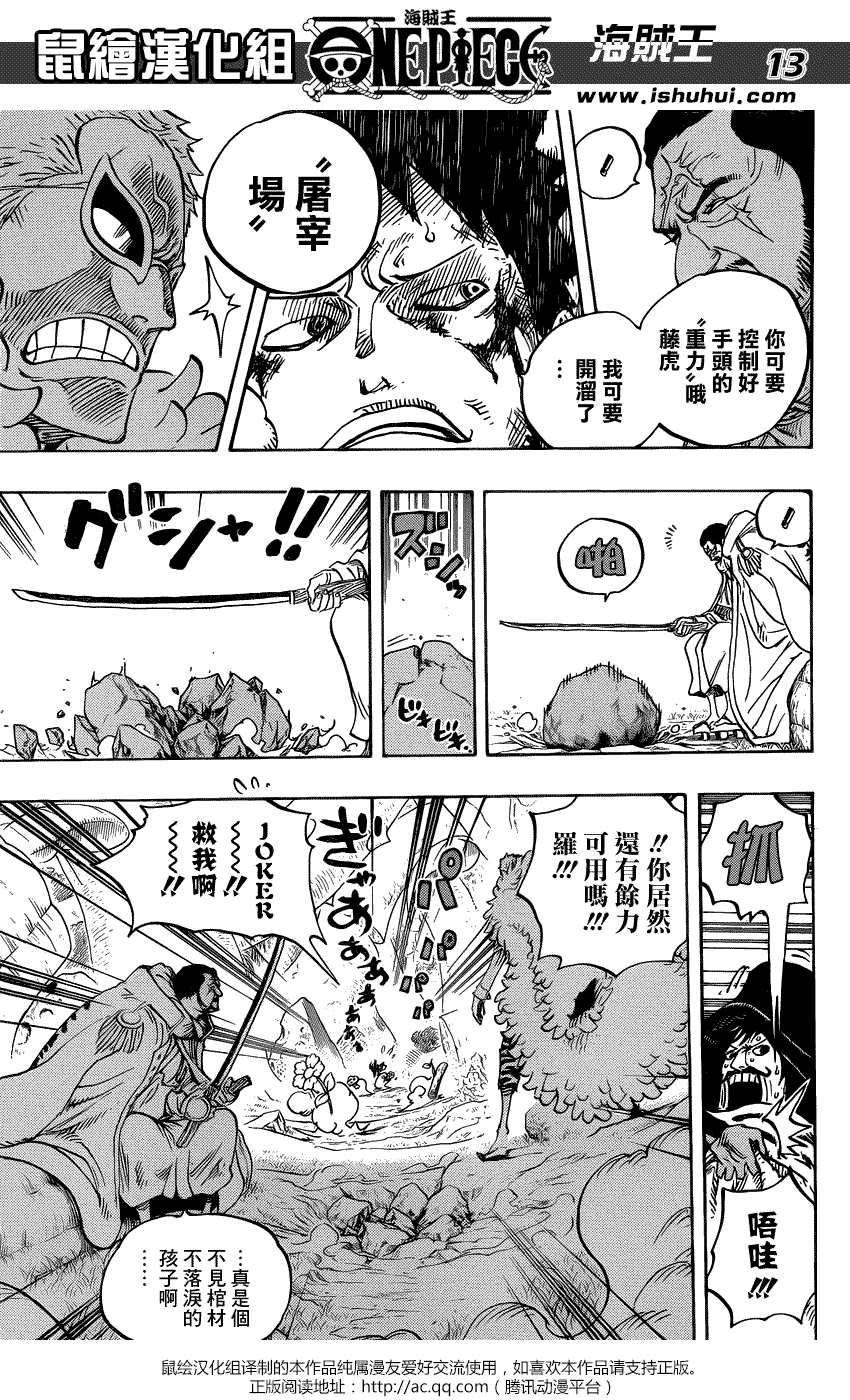 鼠繪漢化組
海賊王
ONE PIECE
海賊王
13
www.ishuhui.com
！
你可要
控制好
手頭的
〝重力〞哦
藤虎
我可要
開溜了
…
〝屠宰
場〞
！
啪
ズシ!!
ビキビキ.
グシャ!!
抓
唔哇!!!
!!你居然
還有餘力
可用嗎!!!
羅!!!
パパパパパパ
ぎゃあああぁぁぁ
JOKER
～～～!!
救我啊
～～～!!
…真是個
不見棺材
不落淚的
孩子啊
……
鼠绘汉化组译制的本作品纯属漫友爱好交流使用，如喜欢本作品请支持正版。
正版阅读地址：http://ac.qq.com（腾讯动漫平台）